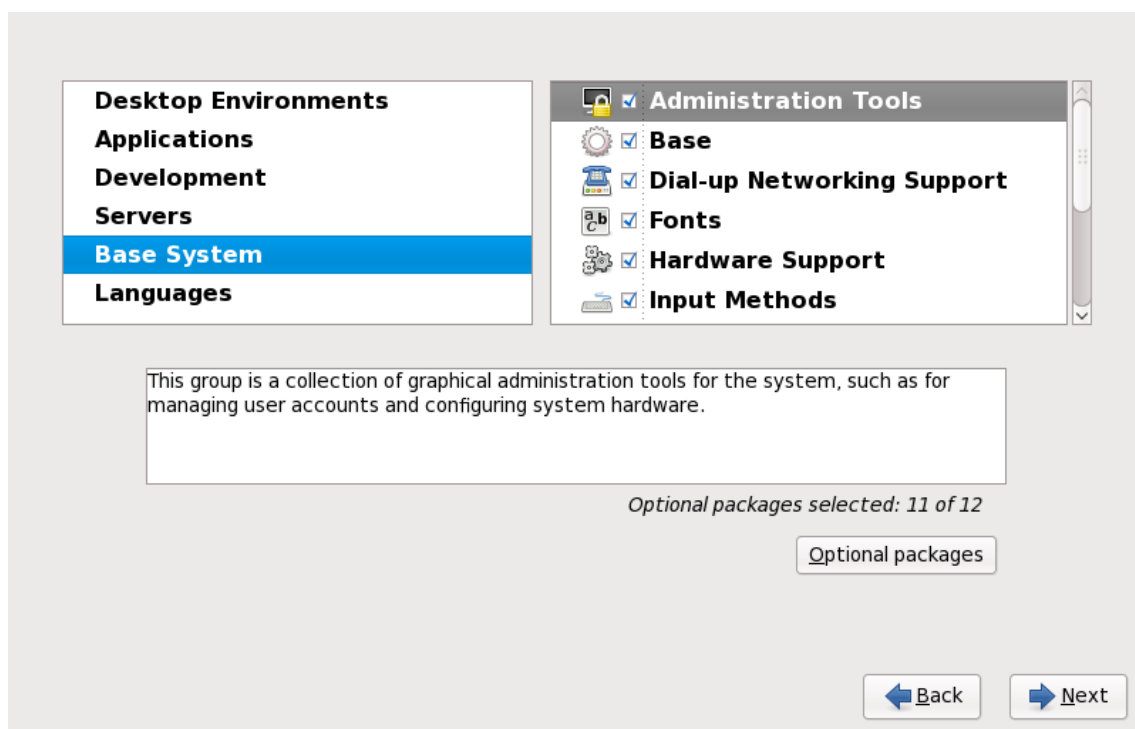 Desktop Environments
Applications
Development
Servers
Base System
Languages
Administration Tools
Base
Dial-up Networking Support
a b
c
Fonts
Hardware Support
Input Methods
This group is a collection of graphical administration tools for the system, such as for
managing user accounts and configuring system hardware.
Optional packages selected: 11 of 12
Optional packages
Back
Next